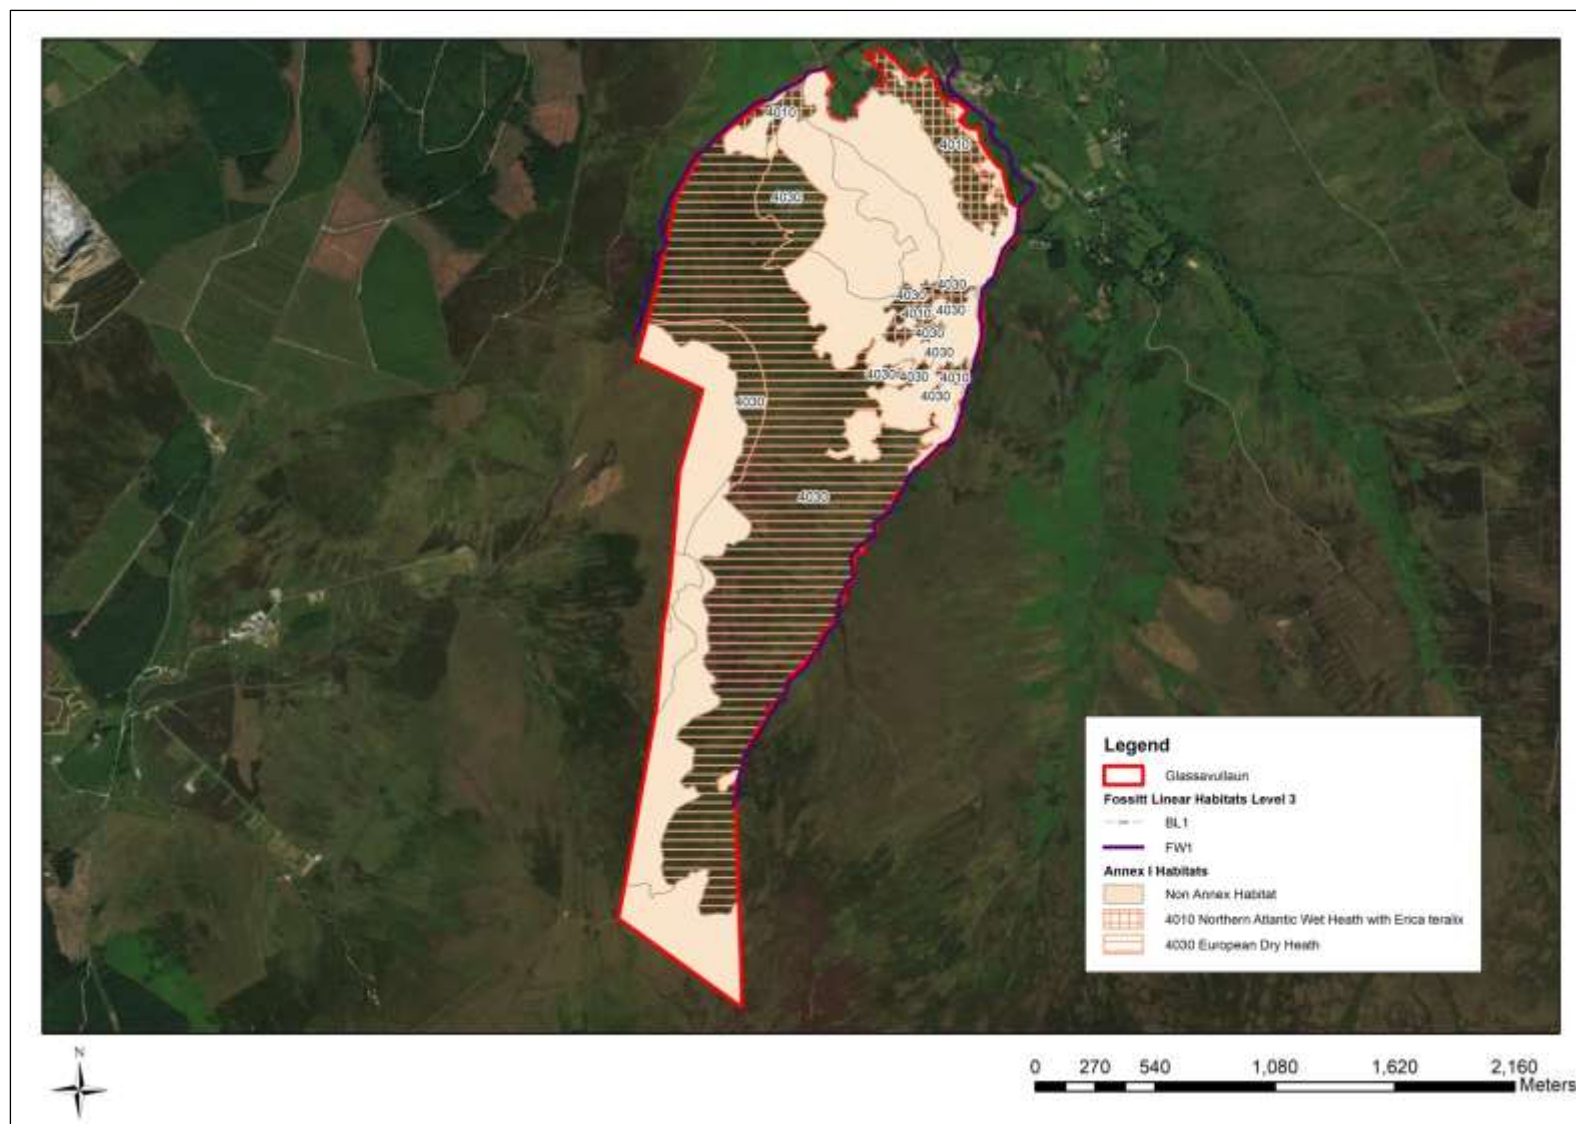 4010
4010
4030
4030
4030
4010
4030
4030
4030
4030
4030
4010
4030
4030
4030
Legend
Glassavullaun
Fossitt Linear Habitats Level 3
BL1
FW1
Annex I Habitats
Non Annex Habitat
4010 Northern Atlantic Wet Heath with Erica teralix
4030 European Dry Heath
N
0 270 540 1,080 1,620 2,160
Meters